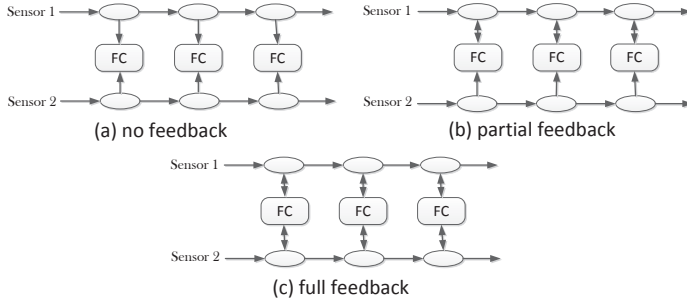 Sensor 1
Sensor 1
FC FC FC
FC FC FC
Sensor 2
Sensor 2
(a) no feedback
(b) partial feedback
Sensor 1
FC FC FC
Sensor 2
(c) full feedback